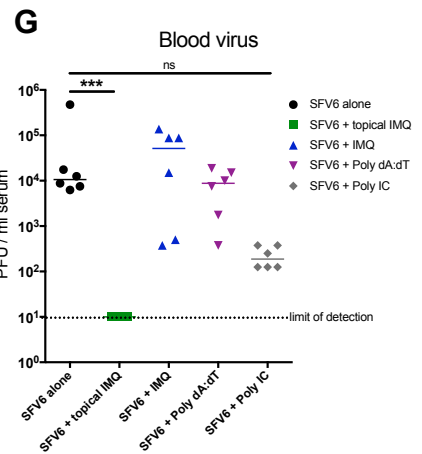 G
Blood virus
ns
***
10⁶
10⁵
10⁴
10³
10²
10¹
10⁰
PFU / ml serum
SFV6 alone
SFV6 + topical IMQ
SFV6 + IMQ
SFV6 + Poly dA:dT
SFV6 + Poly IC
limit of detection
SFV6 alone
SFV6 + topical IMQ
SFV6 + IMQ
SFV6 + Poly dA:dT
SFV6 + Poly IC